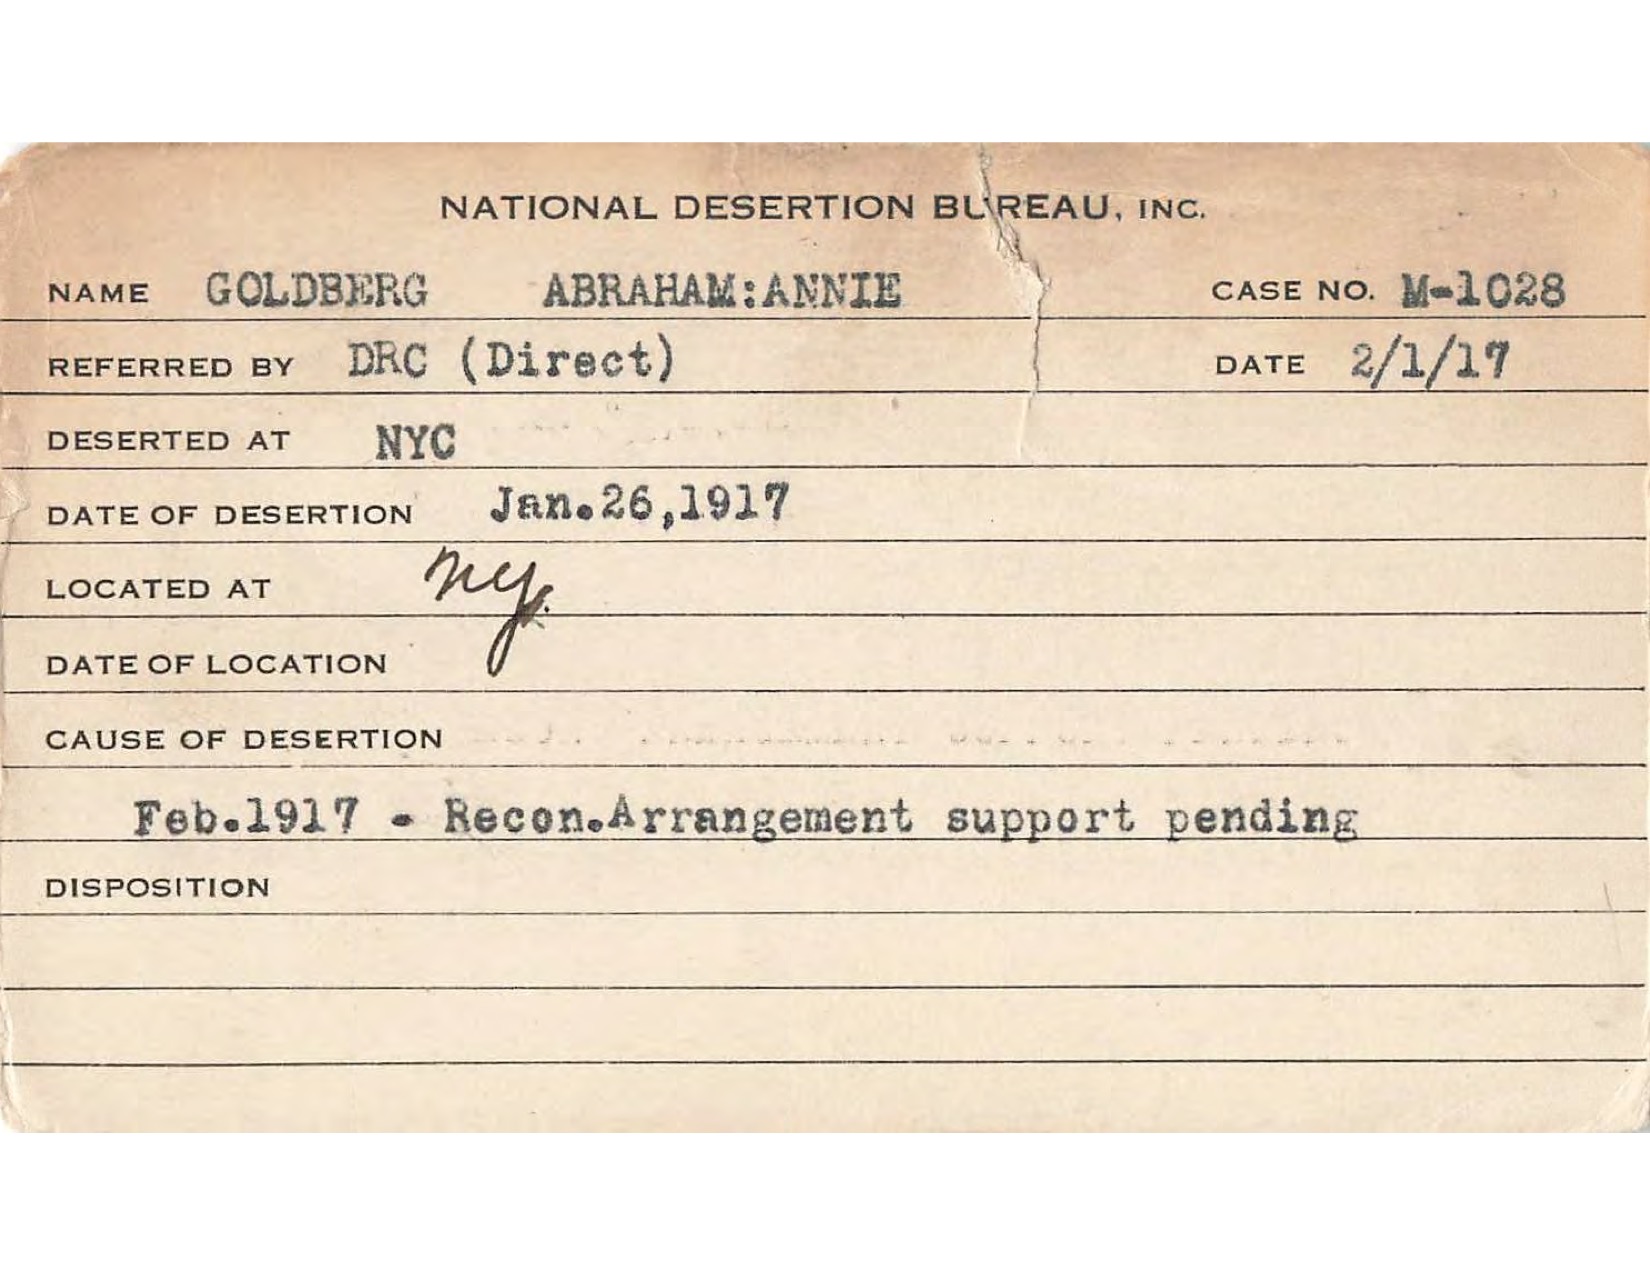 NATIONAL DESERTION BUREAU, INC.
NAME GOLDBERG ABRAHAM:ANNIE CASE NO. M-1028
REFERRED BY DRC (Direct) DATE 2/1/17
DESERTED AT NYC
DATE OF DESERTION Jan.26,1917
LOCATED AT NY.
DATE OF LOCATION
CAUSE OF DESERTION
Feb.1917 - Recon.Arrangement support pending
DISPOSITION